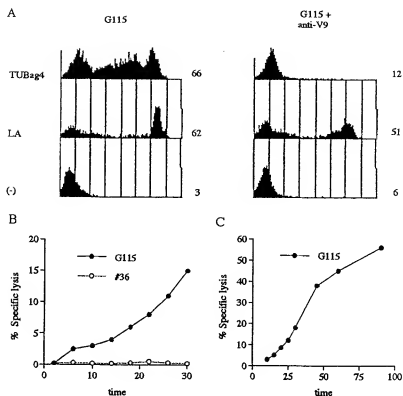 A
G115
G115 +
anti-V9
TUBag4
66
12
LA
62
51
(-)
3
6
B
C
% Specific lysis
20
15
10
5
0
G115
#36
0 10 20 30
time
% Specific lysis
60
50
40
30
20
10
0
G115
0 25 50 75 100
time